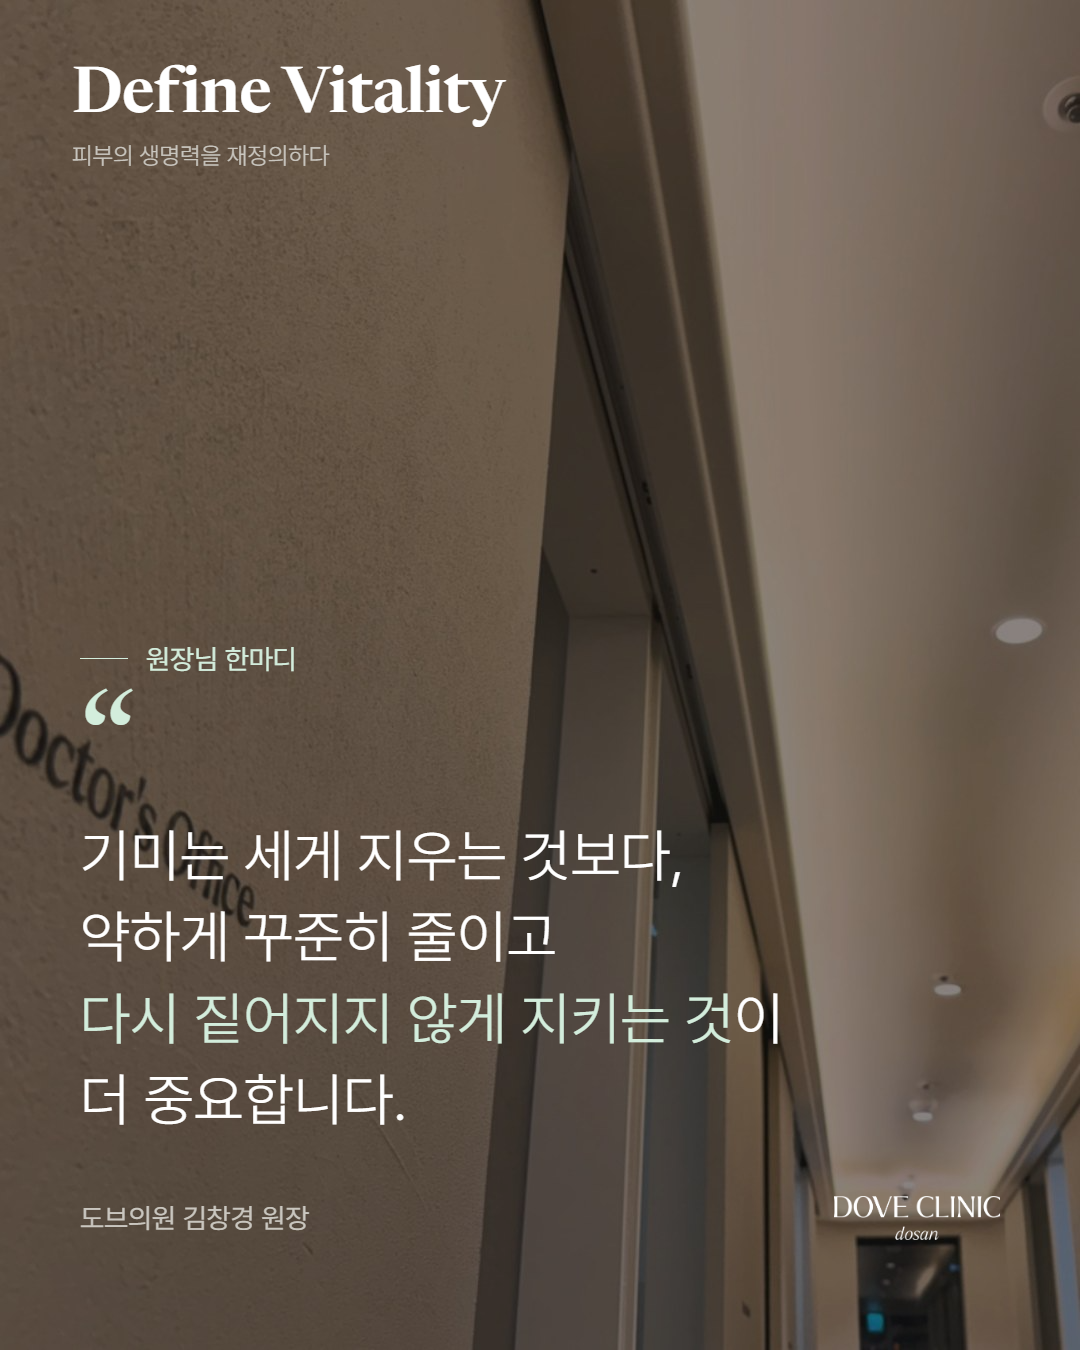 Define Vitality
피부의 생명력을 재정의하다
원장님 한마디
“
Doctor's Office
기미는 세게 지우는 것보다,
약하게 꾸준히 줄이고
다시 짙어지지 않게 지키는 것이
더 중요합니다.
도브의원 김창경 원장
DOVE CLINIC
dosan